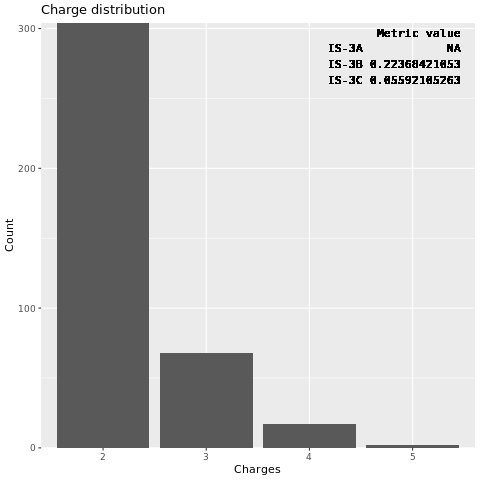 Charge distribution
Metric value
IS-3A NA
IS-3B 0.22368421053
IS-3C 0.05592105263
300
200
100
0
Count
2 3 4 5
Charges